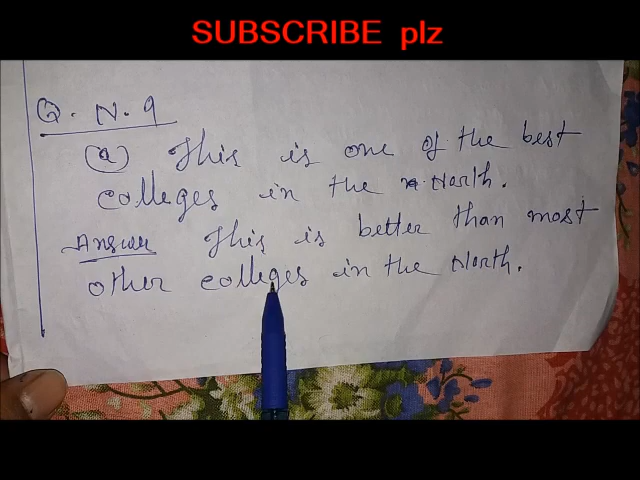 SUBSCRIBE plz
Q. N. 9
(a) This is one of the best
colleges in the North.
Answer This is better than most
other colleges in the North.